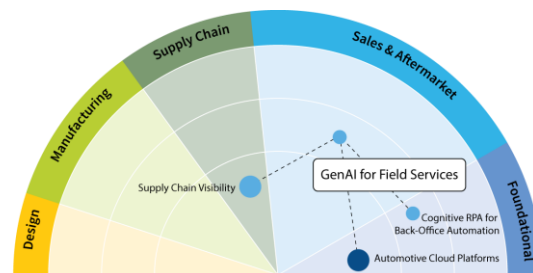 Supply Chain
Sales & Aftermarket
Manufacturing
GenAI for Field Services
Supply Chain Visibility
Foundational
Design
Cognitive RPA for
Back-Office Automation
Automotive Cloud Platforms